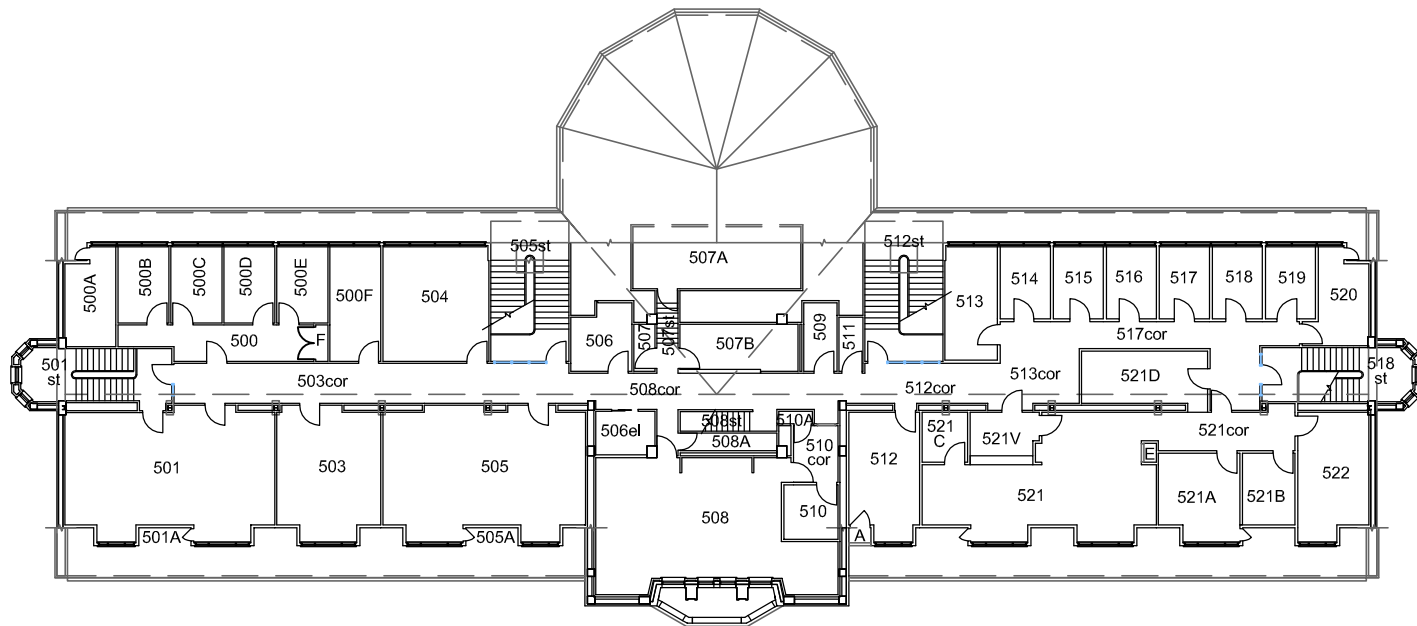 505st
512st
507A
500A
500B
500C
500D
500E
500F
504
513
514
515
516
517
518
519
520
500
F
506
507
507st
507B
509
511
517cor
501
st
503cor
508cor
512cor
513cor
521D
518
st
506el
508st
508A
510A
510
cor
521
C
521V
521cor
E
501
503
505
508
510
512
521
521A
521B
522
501A
505A
A